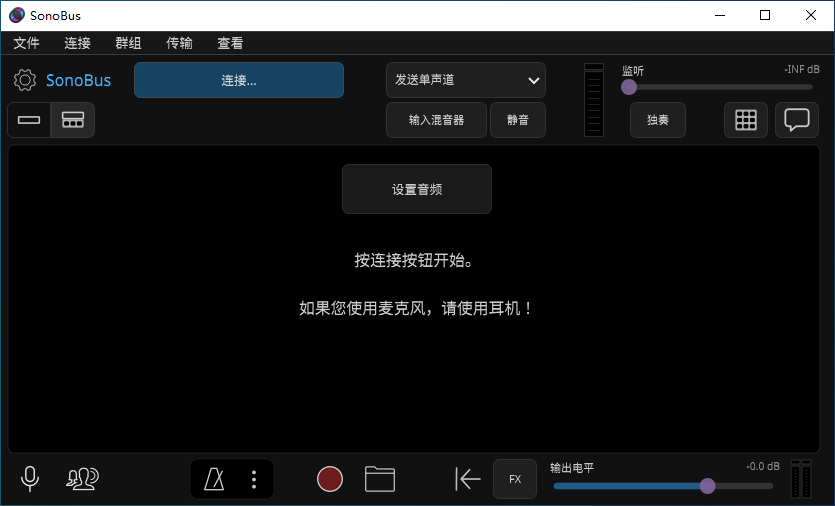 SonoBus
文件 连接 群组 传输 查看
SonoBus
连接...
发送单声道
监听
-INF dB
输入混音器
静音
独奏
设置音频
按连接按钮开始。
如果您使用麦克风，请使用耳机！
FX
输出电平
-0.0 dB